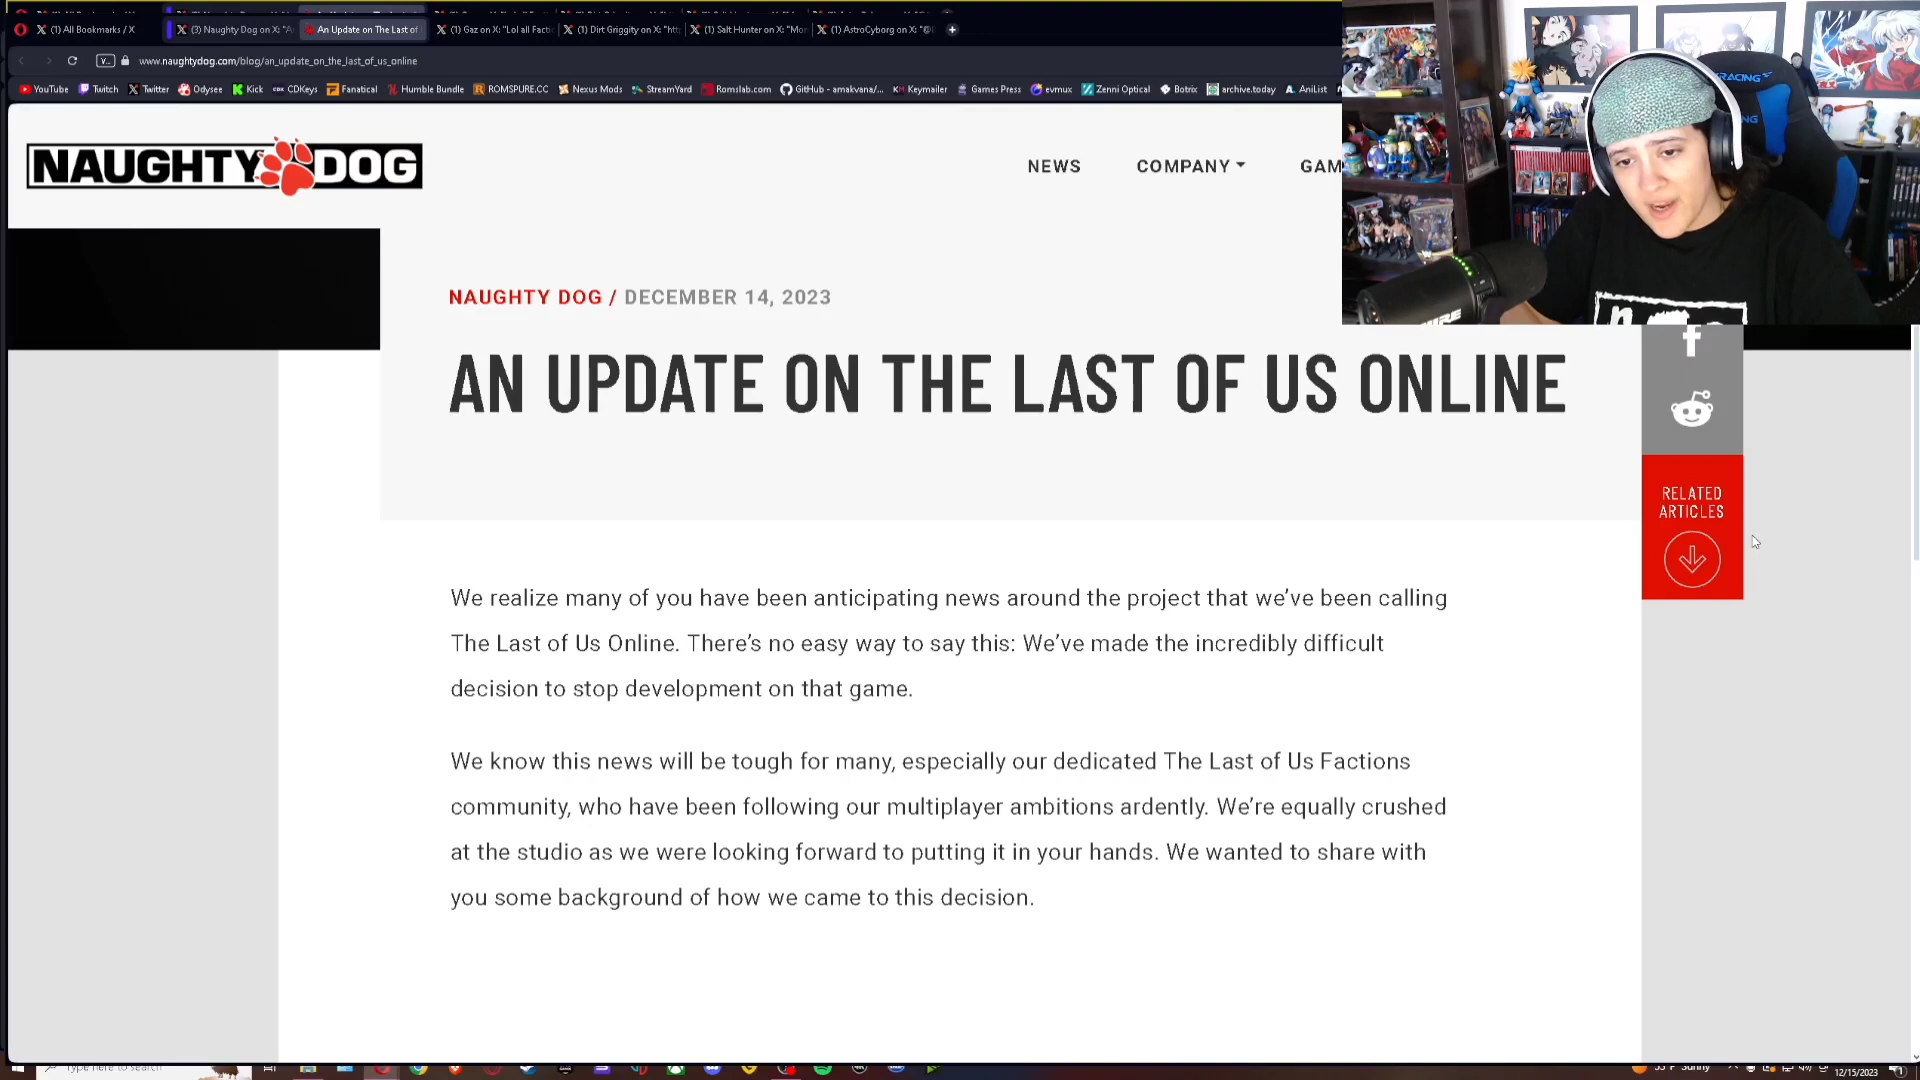 (1) All Bookmarks / X
(3) Naughty Dog on X: "A
An Update on The Last of
(1) Gaz on X: "Lol all Facti
(1) Dirt Griggity on X: "htt
(1) Salt Hunter on X: "Mor
(1) AstroCyborg on X: "@
www.naughtydog.com/blog/an_update_on_the_last_of_us_online
YouTube Twitch Twitter Odysee Kick CDKeys Fanatical Humble Bundle ROMSPURE.CC Nexus Mods StreamYard Romslab.com GitHub - amakvana/... Keymailer Games Press evmux Zenni Optical Botrix archive.today AniList
NAUGHTY DOG
NEWS COMPANY GAM
NAUGHTY DOG / DECEMBER 14, 2023
AN UPDATE ON THE LAST OF US ONLINE
RELATED
ARTICLES
We realize many of you have been anticipating news around the project that we’ve been calling
The Last of Us Online. There’s no easy way to say this: We’ve made the incredibly difficult
decision to stop development on that game.
We know this news will be tough for many, especially our dedicated The Last of Us Factions
community, who have been following our multiplayer ambitions ardently. We’re equally crushed
at the studio as we were looking forward to putting it in your hands. We wanted to share with
you some background of how we came to this decision.
Type here to search
Sunny
12/15/2023